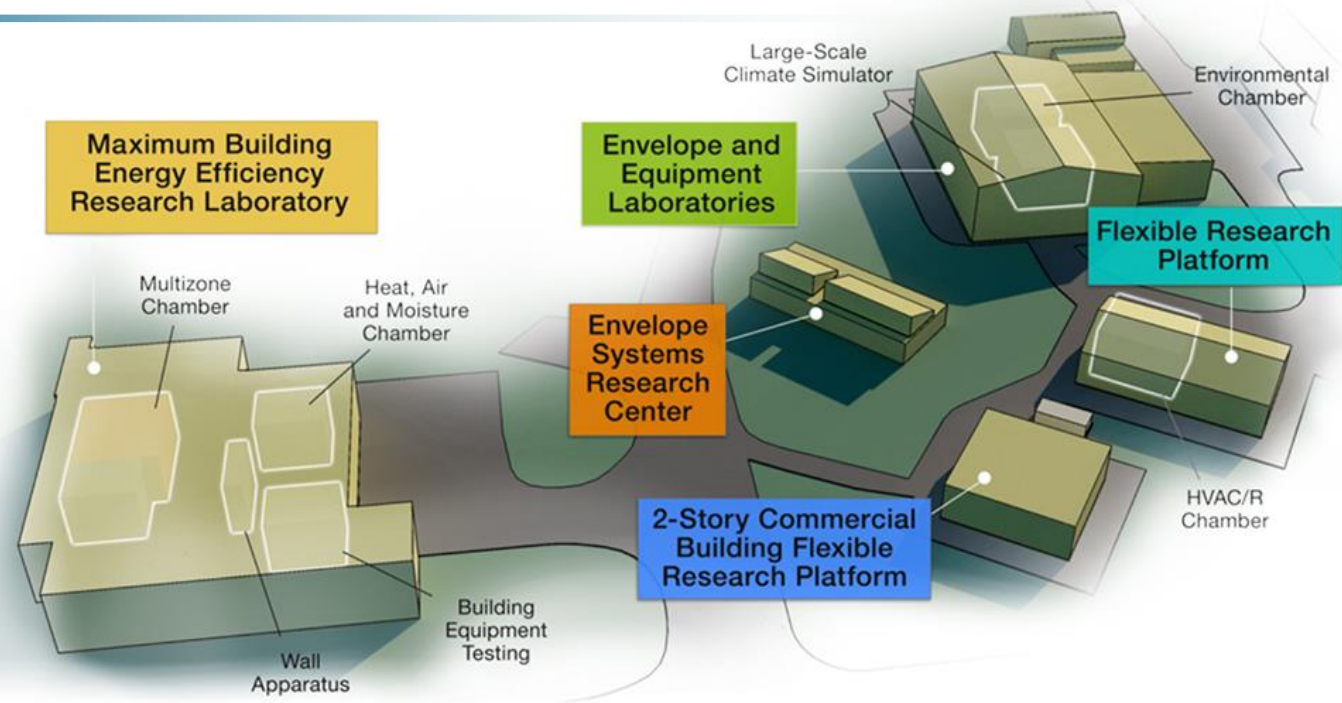 Large-Scale
Climate Simulator
Environmental
Chamber
Maximum Building
Energy Efficiency
Research Laboratory
Envelope and
Equipment
Laboratories
Flexible Research
Platform
Multizone
Chamber
Heat, Air
and Moisture
Chamber
Envelope
Systems
Research
Center
HVAC/R
Chamber
2-Story Commercial
Building Flexible
Research Platform
Building
Equipment
Testing
Wall
Apparatus